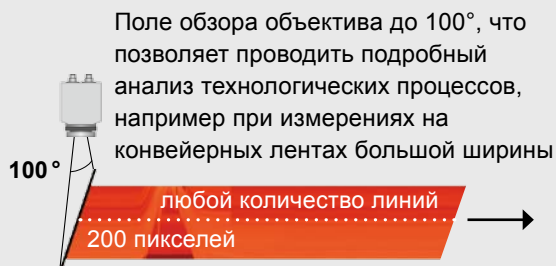 Поле обзора объектива до 100°, что
позволяет проводить подробный
анализ технологических процессов,
например при измерениях на
конвейерных лентах большой ширины
100°
любой количество линий
200 пикселей